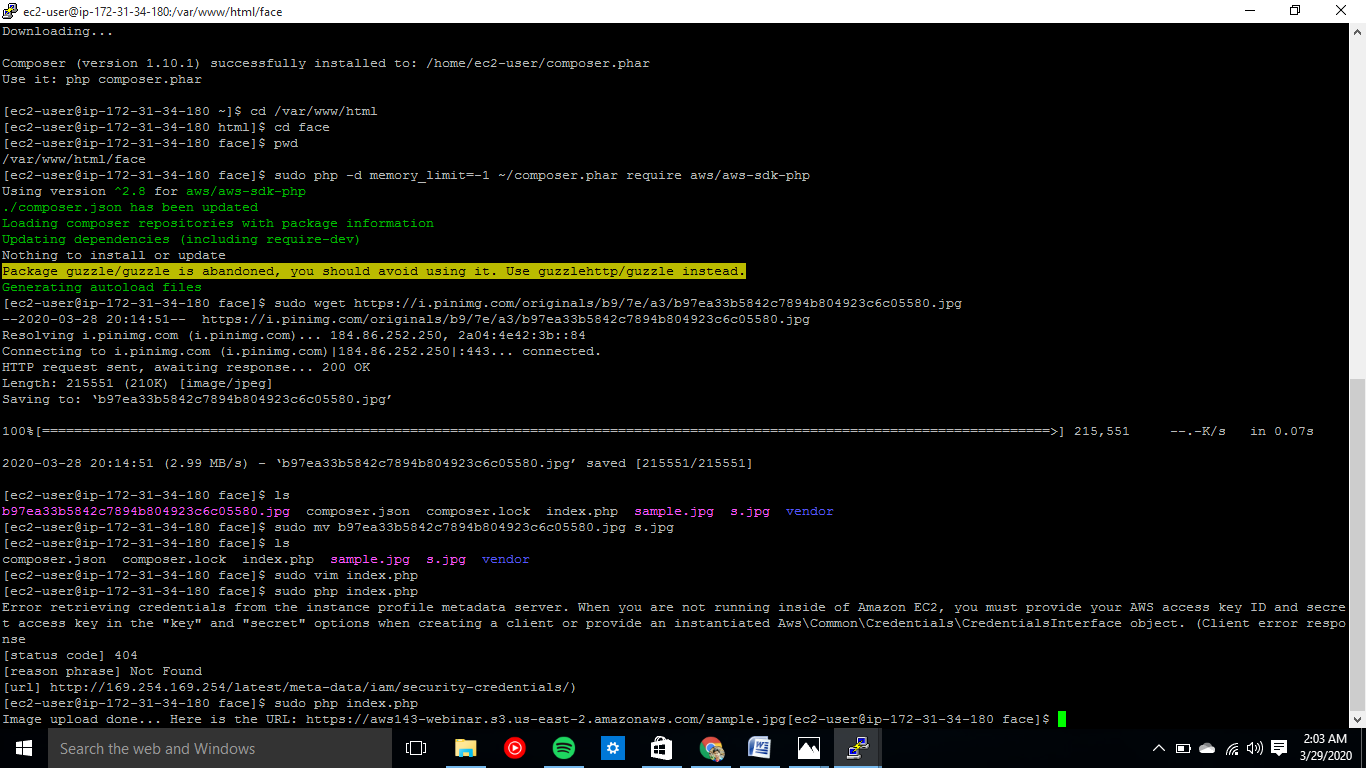 ec2-user@ip-172-31-34-180:/var/www/html/face
Downloading...
Composer (version 1.10.1) successfully installed to: /home/ec2-user/composer.phar
Use it: php composer.phar
[ec2-user@ip-172-31-34-180 ~]$ cd /var/www/html
[ec2-user@ip-172-31-34-180 html]$ cd face
[ec2-user@ip-172-31-34-180 face]$ pwd
/var/www/html/face
[ec2-user@ip-172-31-34-180 face]$ sudo php -d memory_limit=-1 ~/composer.phar require aws/aws-sdk-php
Using version ^2.8 for aws/aws-sdk-php
./composer.json has been updated
Loading composer repositories with package information
Updating dependencies (including require-dev)
Nothing to install or update
Package guzzle/guzzle is abandoned, you should avoid using it. Use guzzlehttp/guzzle instead.
Generating autoload files
[ec2-user@ip-172-31-34-180 face]$ sudo wget https://i.pinimg.com/originals/b9/7e/a3/b97ea33b5842c7894b804923c6c05580.jpg
--2020-03-28 20:14:51--  https://i.pinimg.com/originals/b9/7e/a3/b97ea33b5842c7894b804923c6c05580.jpg
Resolving i.pinimg.com (i.pinimg.com)... 184.86.252.250, 2a04:4e42:3b::84
Connecting to i.pinimg.com (i.pinimg.com)|184.86.252.250|:443... connected.
HTTP request sent, awaiting response... 200 OK
Length: 215551 (210K) [image/jpeg]
Saving to: ‘b97ea33b5842c7894b804923c6c05580.jpg’
100%[==============================================================================================================================>] 215,551     --.-K/s   in 0.07s
2020-03-28 20:14:51 (2.99 MB/s) - ‘b97ea33b5842c7894b804923c6c05580.jpg’ saved [215551/215551]
[ec2-user@ip-172-31-34-180 face]$ ls
b97ea33b5842c7894b804923c6c05580.jpg  composer.json  composer.lock  index.php  sample.jpg  s.jpg  vendor
[ec2-user@ip-172-31-34-180 face]$ sudo mv b97ea33b5842c7894b804923c6c05580.jpg s.jpg
[ec2-user@ip-172-31-34-180 face]$ ls
composer.json  composer.lock  index.php  sample.jpg  s.jpg  vendor
[ec2-user@ip-172-31-34-180 face]$ sudo vim index.php
[ec2-user@ip-172-31-34-180 face]$ sudo php index.php
Error retrieving credentials from the instance profile metadata server. When you are not running inside of Amazon EC2, you must provide your AWS access key ID and secre
t access key in the "key" and "secret" options when creating a client or provide an instantiated Aws\Common\Credentials\CredentialsInterface object. (Client error respo
nse
[status code] 404
[reason phrase] Not Found
[url] http://169.254.169.254/latest/meta-data/iam/security-credentials/)
[ec2-user@ip-172-31-34-180 face]$ sudo php index.php
Image upload done... Here is the URL: https://aws143-webinar.s3.us-east-2.amazonaws.com/sample.jpg[ec2-user@ip-172-31-34-180 face]$
Search the web and Windows
2:03 AM
3/29/2020